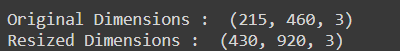 Original Dimensions :  (215, 460, 3)
Resized Dimensions :  (430, 920, 3)